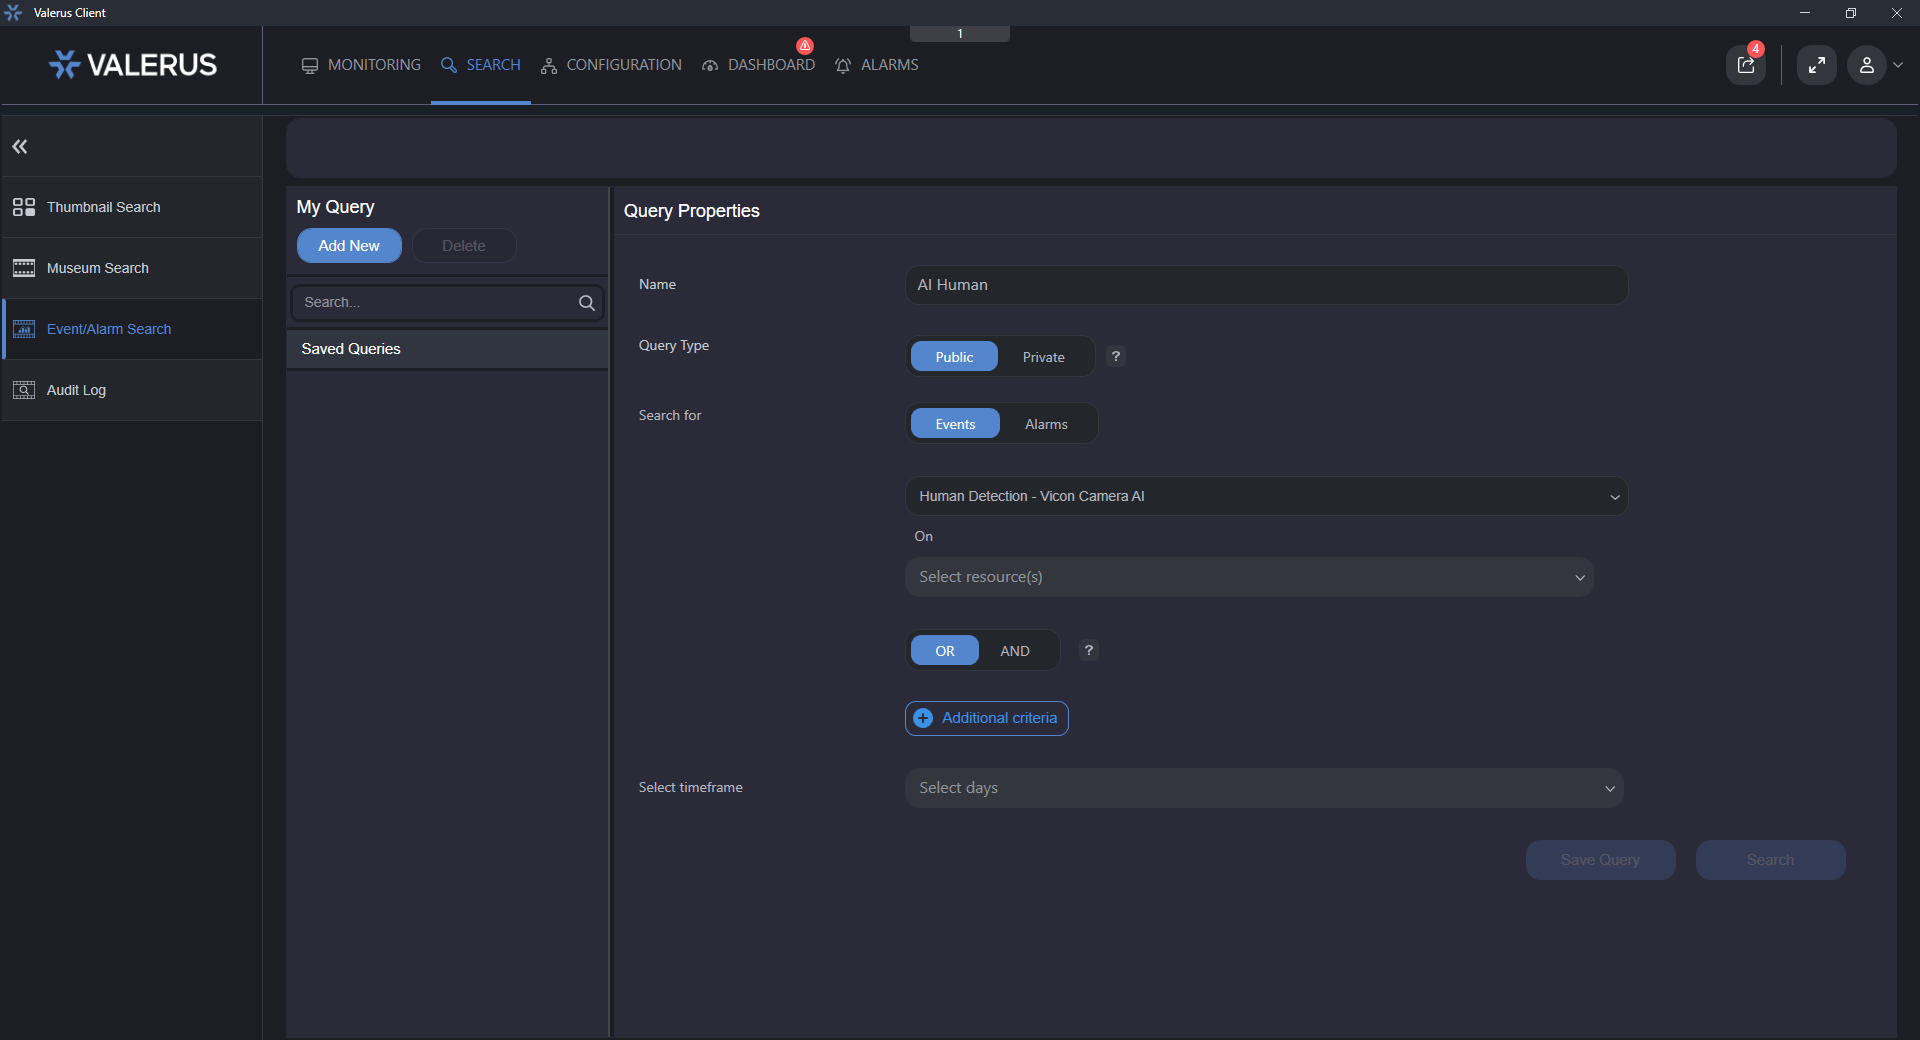 Valerus Client
1
VALERUS
MONITORING
SEARCH
CONFIGURATION
DASHBOARD
ALARMS
4
Thumbnail Search
Museum Search
Event/Alarm Search
Audit Log
My Query
Add New
Delete
Search...
Saved Queries
Query Properties
Name
AI Human
Query Type
Public
Private
?
Search for
Events
Alarms
Human Detection - Vicon Camera AI
On
Select resource(s)
OR
AND
?
Additional criteria
Select timeframe
Select days
Save Query
Search